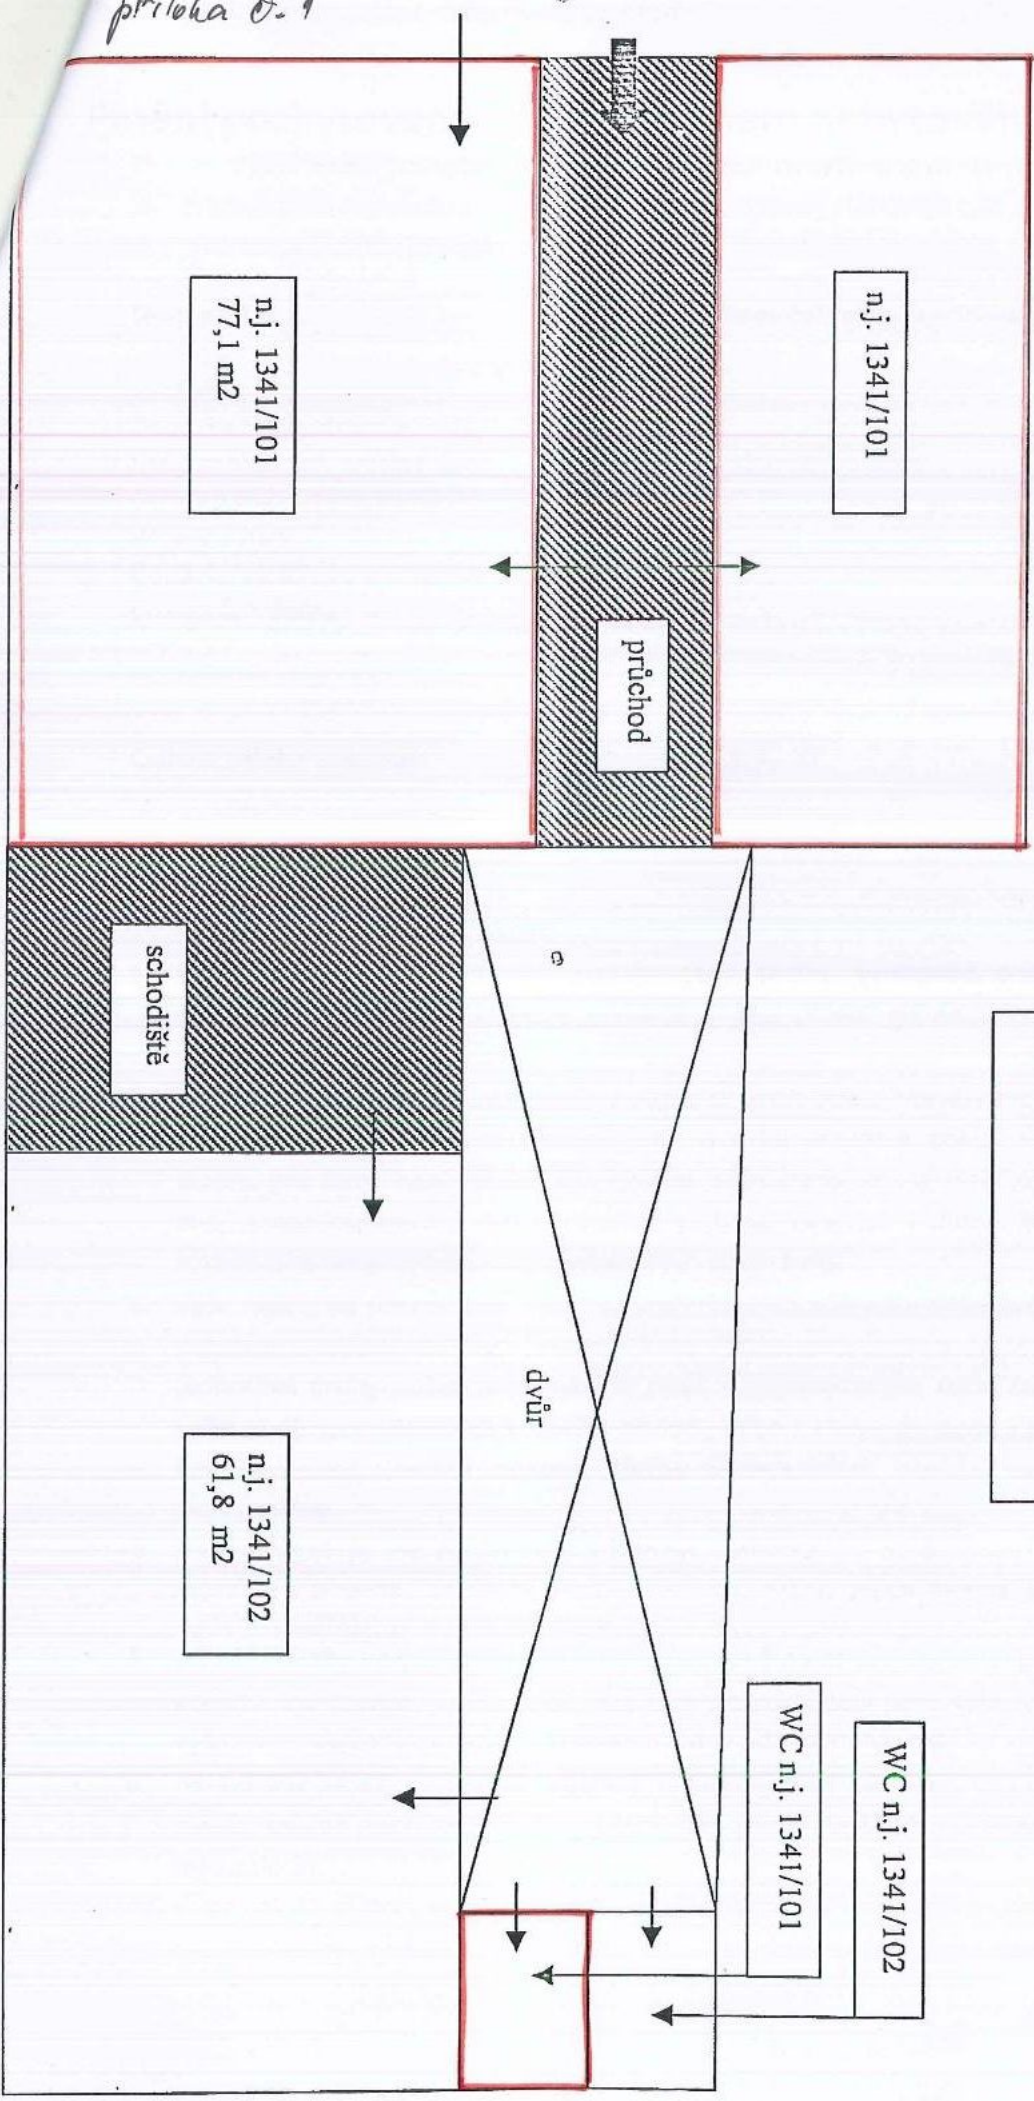 příloha č. 1
n.j. 1341/101
77,1 m2
průchod
n.j. 1341/101
schodiště
dvůr
n.j. 1341/102
61,8 m2
WC n.j. 1341/101
WC n.j. 1341/102